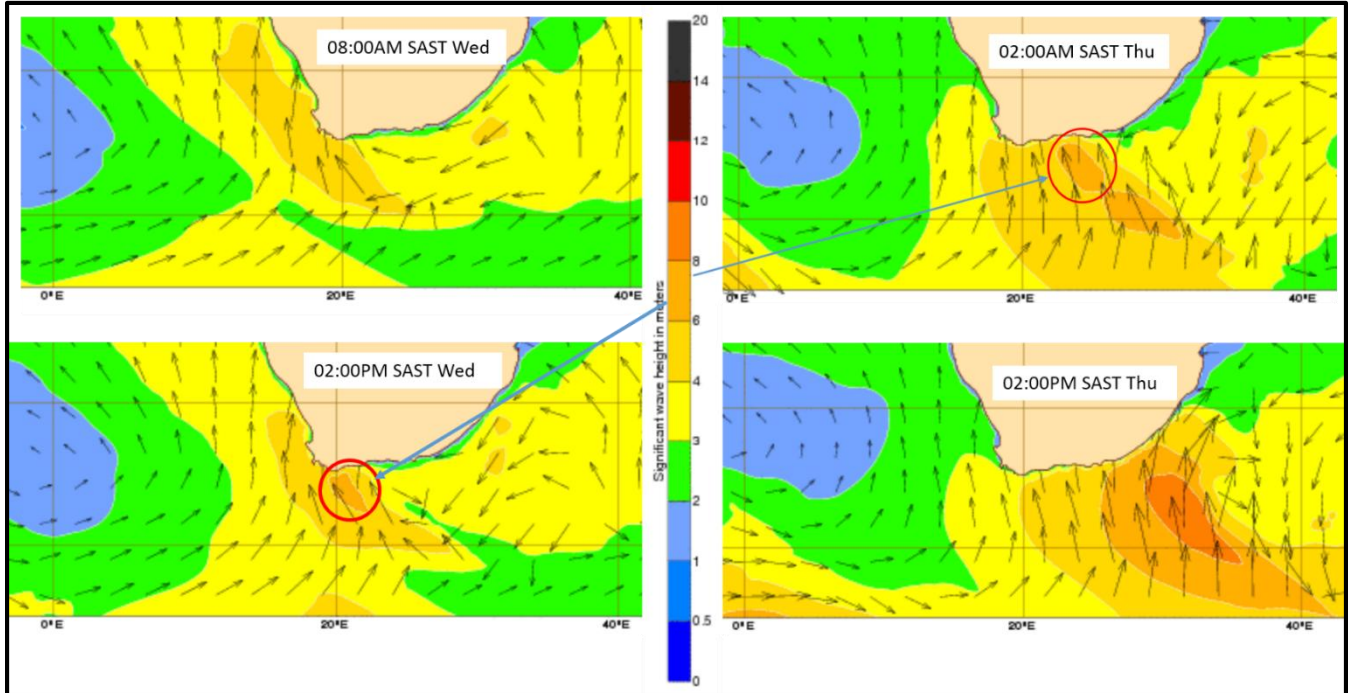 08:00AM SAST Wed
0°E
20°E
40°E
02:00AM SAST Thu
0°E
20°E
40°E
20
14
12
10
8
6
4
3
2
1
0.5
0
Significant wave height in meters
02:00PM SAST Wed
0°E
20°E
40°E
02:00PM SAST Thu
0°E
20°E
40°E